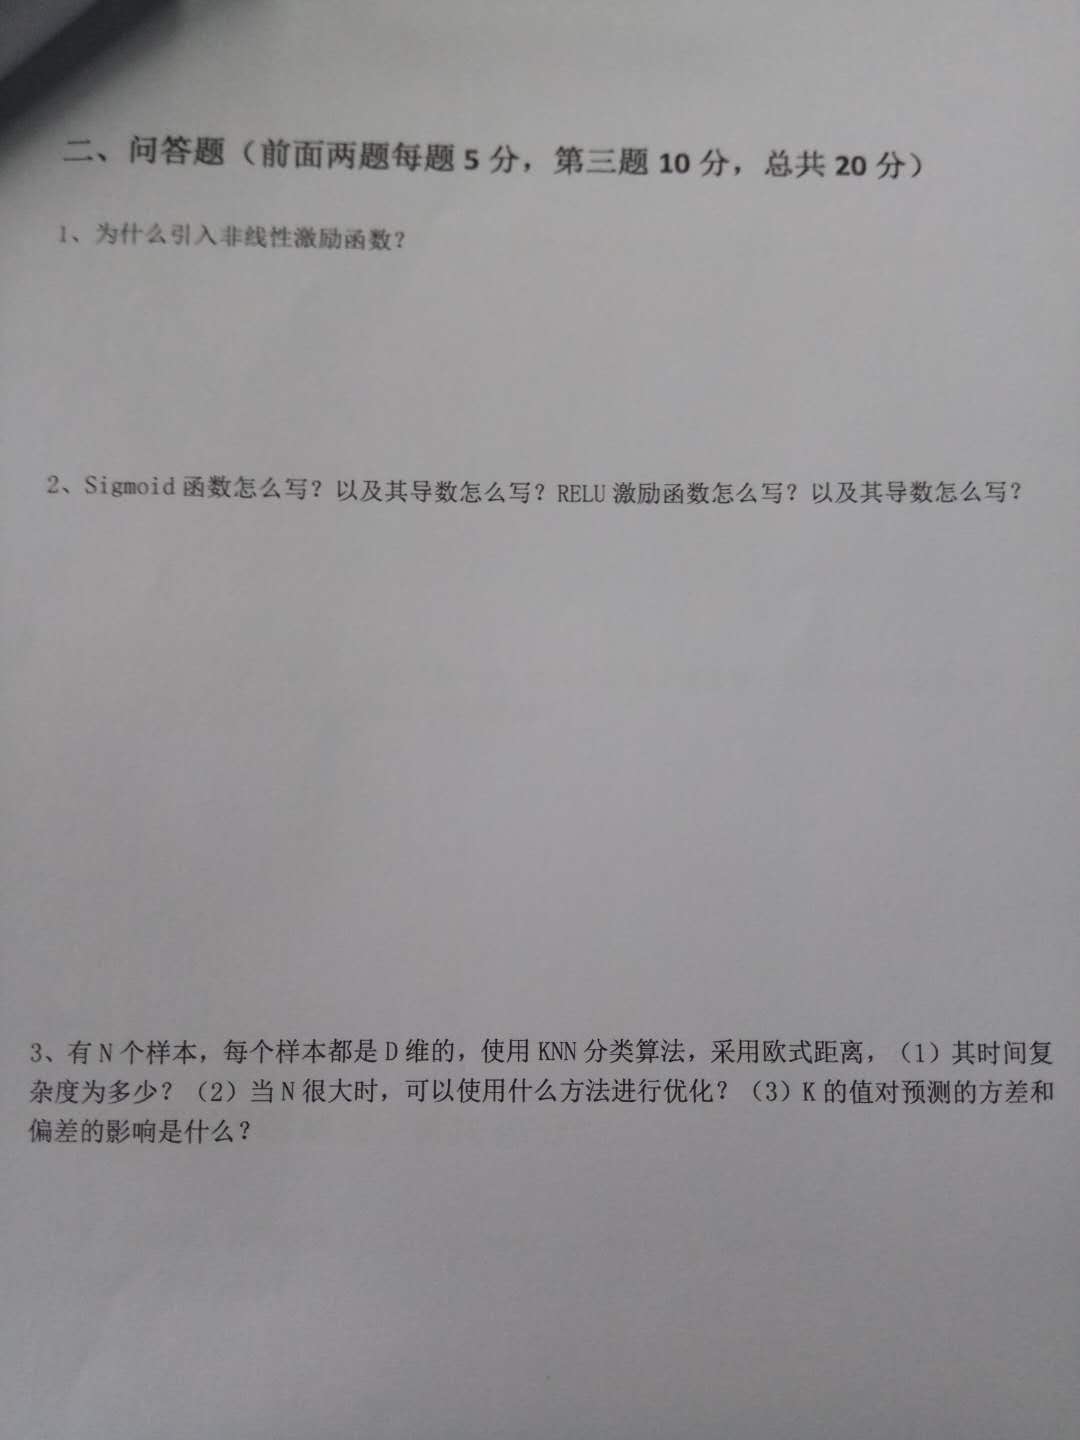 二、问答题（前面两题每题 5 分，第三题 10 分，总共 20 分）
1、为什么引入非线性激励函数？
2、Sigmoid 函数怎么写？以及其导数怎么写？RELU 激励函数怎么写？以及其导数怎么写？
3、有 N 个样本，每个样本都是 D 维的，使用 KNN 分类算法，采用欧式距离，（1）其时间复
杂度为多少？（2）当 N 很大时，可以使用什么方法进行优化？（3）K 的值对预测的方差和
偏差的影响是什么？